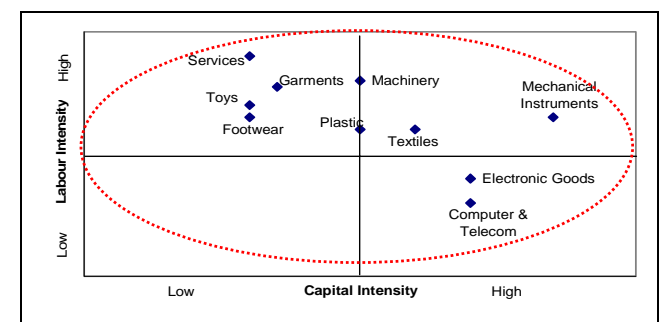 High
Services
Garments
Machinery
Mechanical
Instruments
Toys
Footwear
Plastic
Textiles
Labour Intensity
Electronic Goods
Computer &
Telecom
Low
Low
Capital Intensity
High